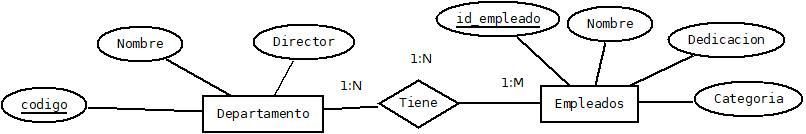 id_empleado
Nombre
Nombre
Director
Dedicacion
1:N
1:N
1:M
codigo
Departamento
Tiene
Empleados
Categoria